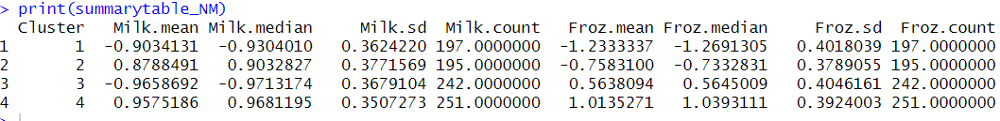 > print(summarytable_NM)
Cluster Milk.mean Milk.median Milk.sd Milk.count Froz.mean Froz.median Froz.sd Froz.count
1 1 -0.9034131 -0.9304010 0.3624220 197.0000000 -1.2333337 -1.2691305 0.4018039 197.0000000
2 2 0.8788491 0.9032827 0.3771569 195.0000000 -0.7583100 -0.7332831 0.3789055 195.0000000
3 3 -0.9658692 -0.9713174 0.3679104 242.0000000 0.5638094 0.5645009 0.4046161 242.0000000
4 4 0.9575186 0.9681195 0.3507273 251.0000000 1.0135271 1.0393111 0.3924003 251.0000000